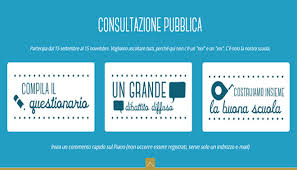 CONSULTAZIONE PUBBLICA
Partecipa dal 15 settembre al 15 novembre. Vogliamo ascoltare tutti, perché qui non c'è un "noi" e un "voi". C'è noi la nostra scuola.
COMPILA IL
questionario
UN GRANDE
dibattito diffuso
COSTRUIAMO INSIEME
la buona scuola
Invia un commento rapido sul Piano (non occorre essere registrati, serve solo un indirizzo e-mail)